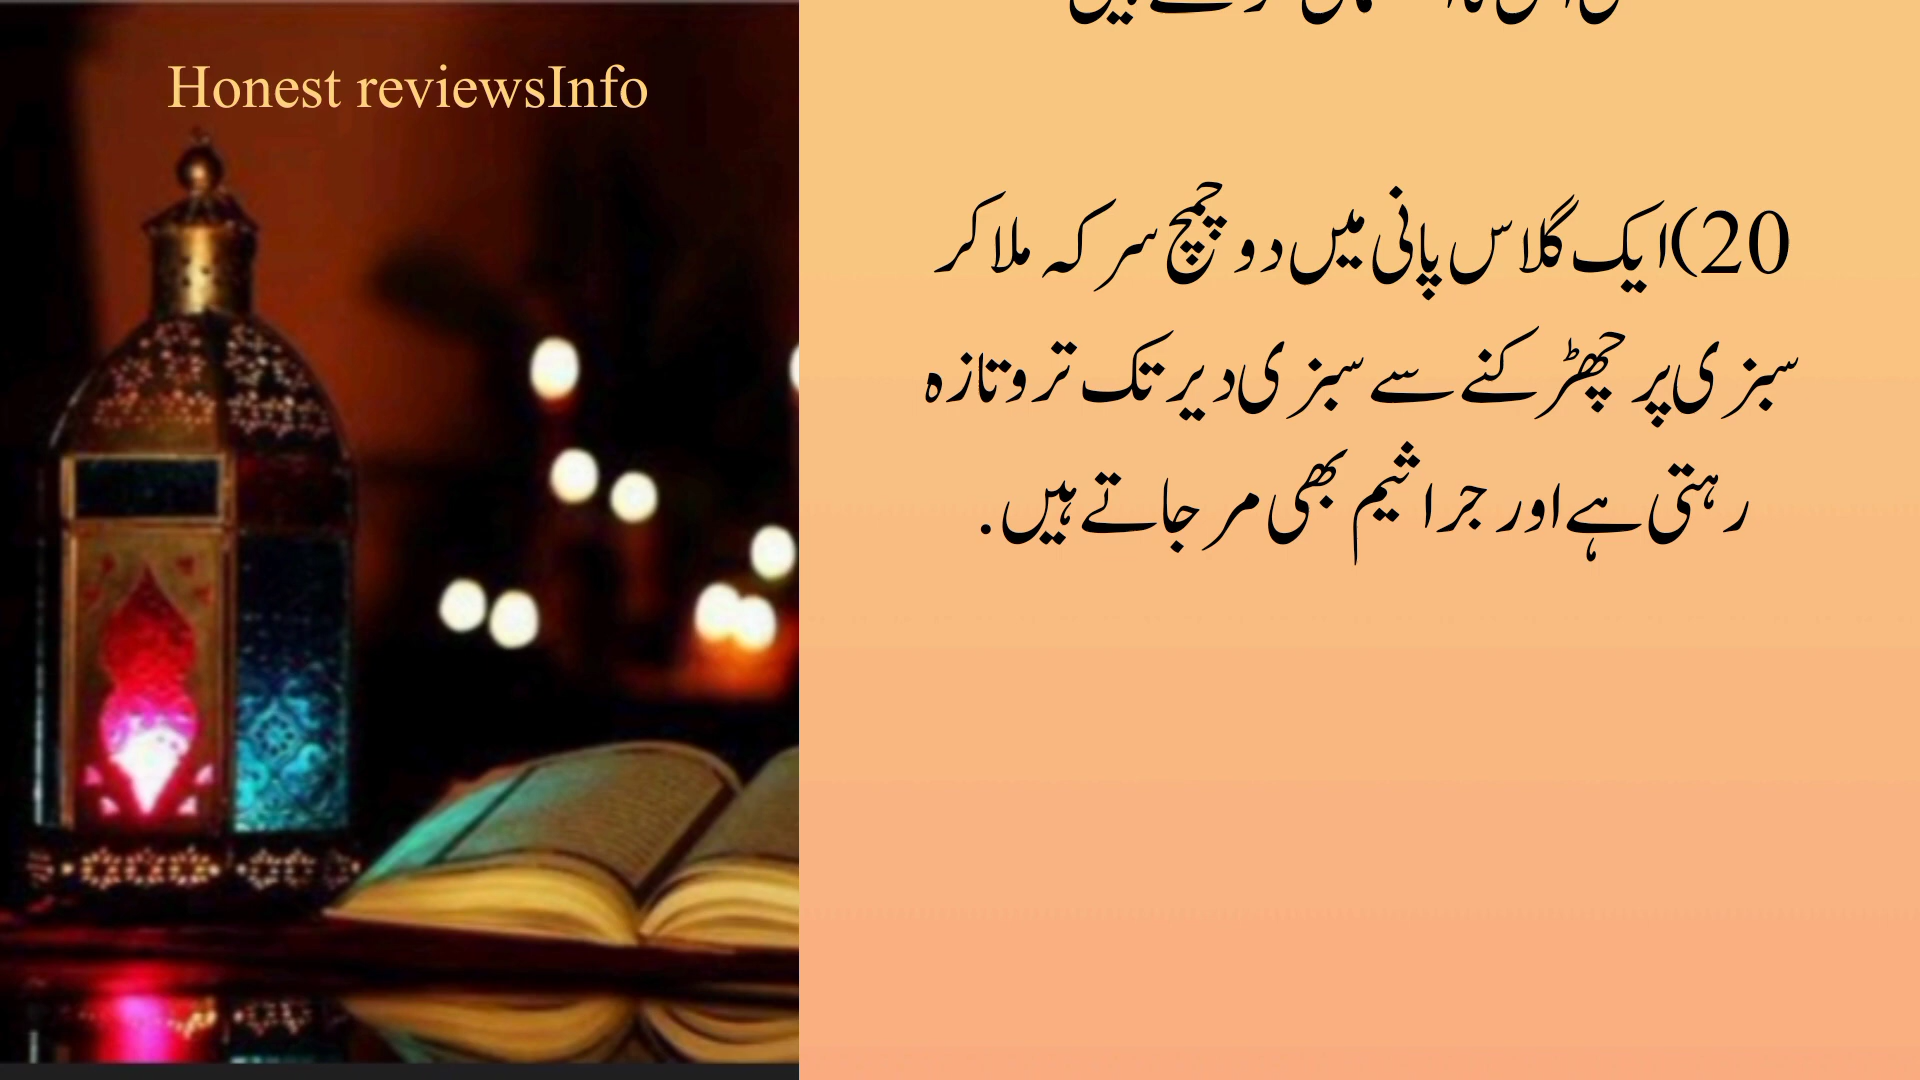 Honest reviewsInfo
20)ایک گلاس پانی میں دو چمچ سرکہ ملا کر
سبزی پر چھڑکنے سے سبزی دیر تک تروتازہ
رہتی ہے اور جراثیم بھی مر جاتے ہیں.